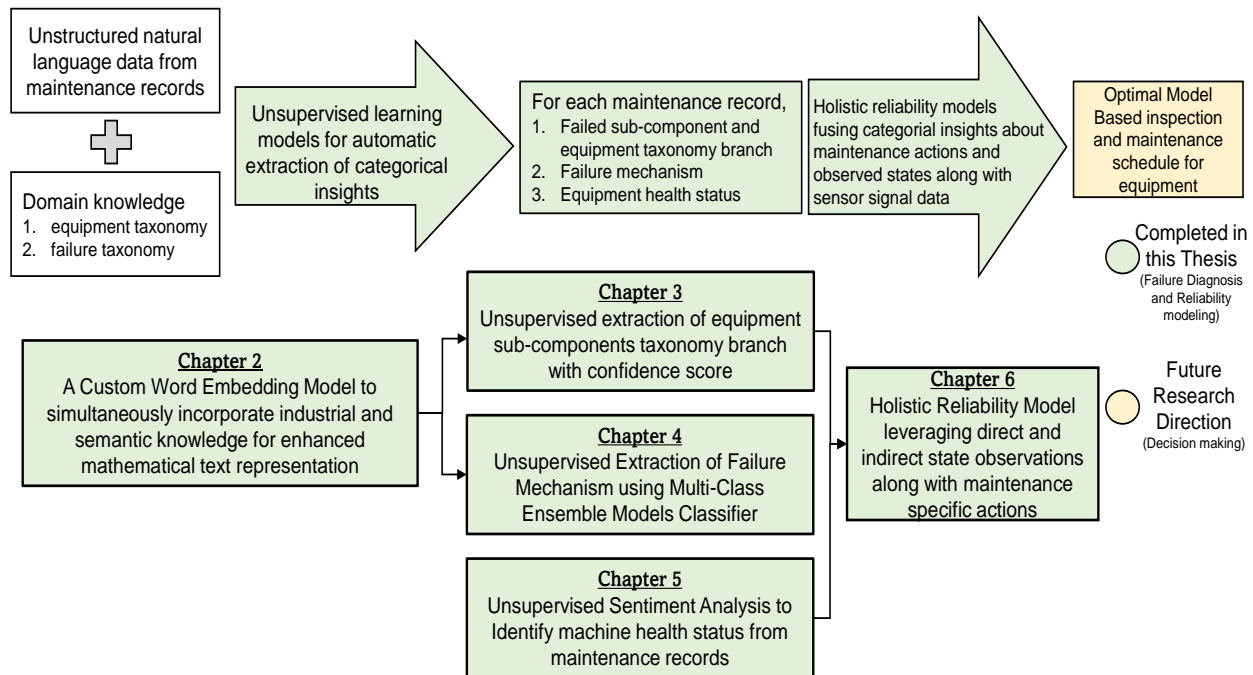 Unstructured natural
language data from
maintenance records
Domain knowledge
1. equipment taxonomy
2. failure taxonomy
Unsupervised learning
models for automatic
extraction of categorical
insights
For each maintenance record,
1. Failed sub-component and
equipment taxonomy branch
2. Failure mechanism
3. Equipment health status
Holistic reliability models
fusing categorial insights about
maintenance actions and
observed states along with
sensor signal data
Optimal Model
Based inspection
and maintenance
schedule for
equipment
Completed in
this Thesis
(Failure Diagnosis
and Reliability
modeling)
Future
Research
Direction
(Decision making)
Chapter 2
A Custom Word Embedding Model to
simultaneously incorporate industrial and
semantic knowledge for enhanced
mathematical text representation
Chapter 3
Unsupervised extraction of equipment
sub-components taxonomy branch
with confidence score
Chapter 4
Unsupervised Extraction of Failure
Mechanism using Multi-Class
Ensemble Models Classifier
Chapter 5
Unsupervised Sentiment Analysis to
Identify machine health status from
maintenance records
Chapter 6
Holistic Reliability Model
leveraging direct and
indirect state observations
along with maintenance
specific actions